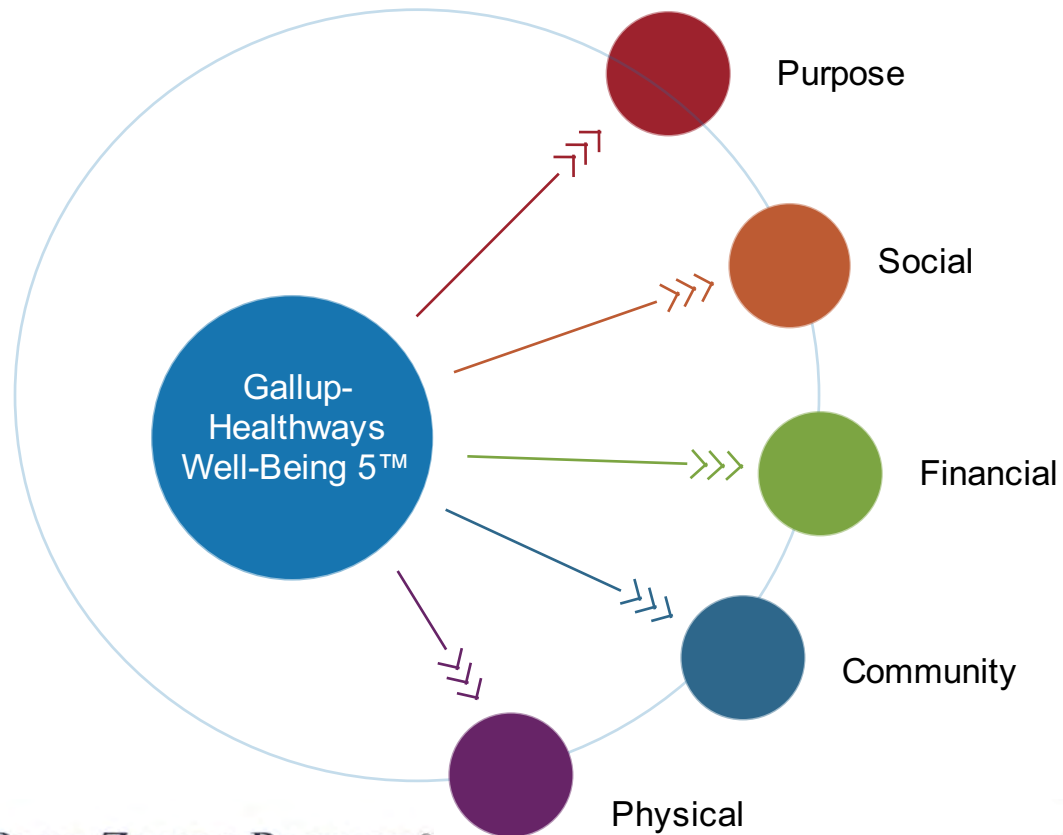 Purpose
Social
Gallup-
Healthways
Well-Being 5™
Financial
Community
Physical